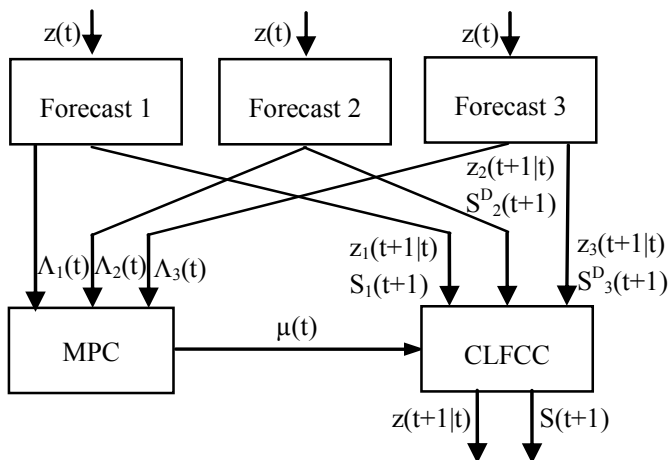 z(t)
z(t)
z(t)
Forecast 1
Forecast 2
Forecast 3
z₂(t+1|t)
Sᴰ₂(t+1)
Λ₁(t)
Λ₂(t)
Λ₃(t)
z₁(t+1|t)
S₁(t+1)
z₃(t+1|t)
Sᴰ₃(t+1)
MPC
μ(t)
CLFCC
z(t+1|t)
S(t+1)